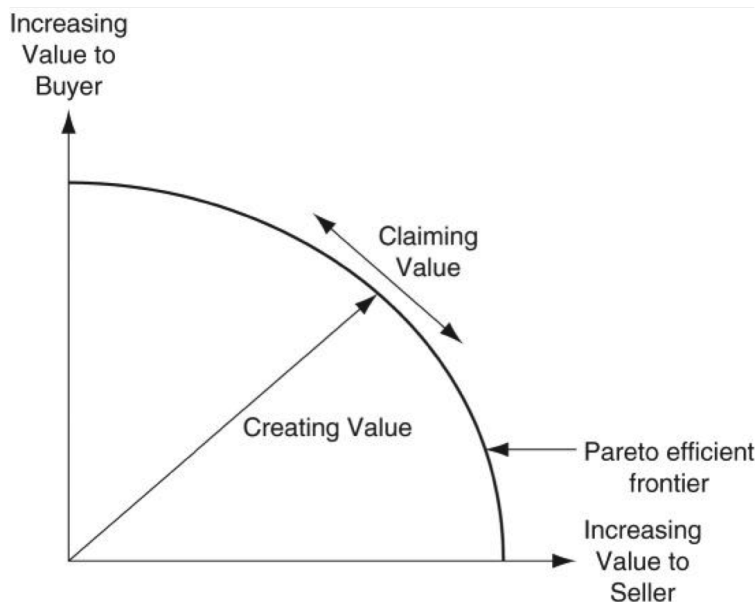 Increasing
Value to
Buyer
Claiming
Value
Creating Value
Pareto efficient
frontier
Increasing
Value to
Seller